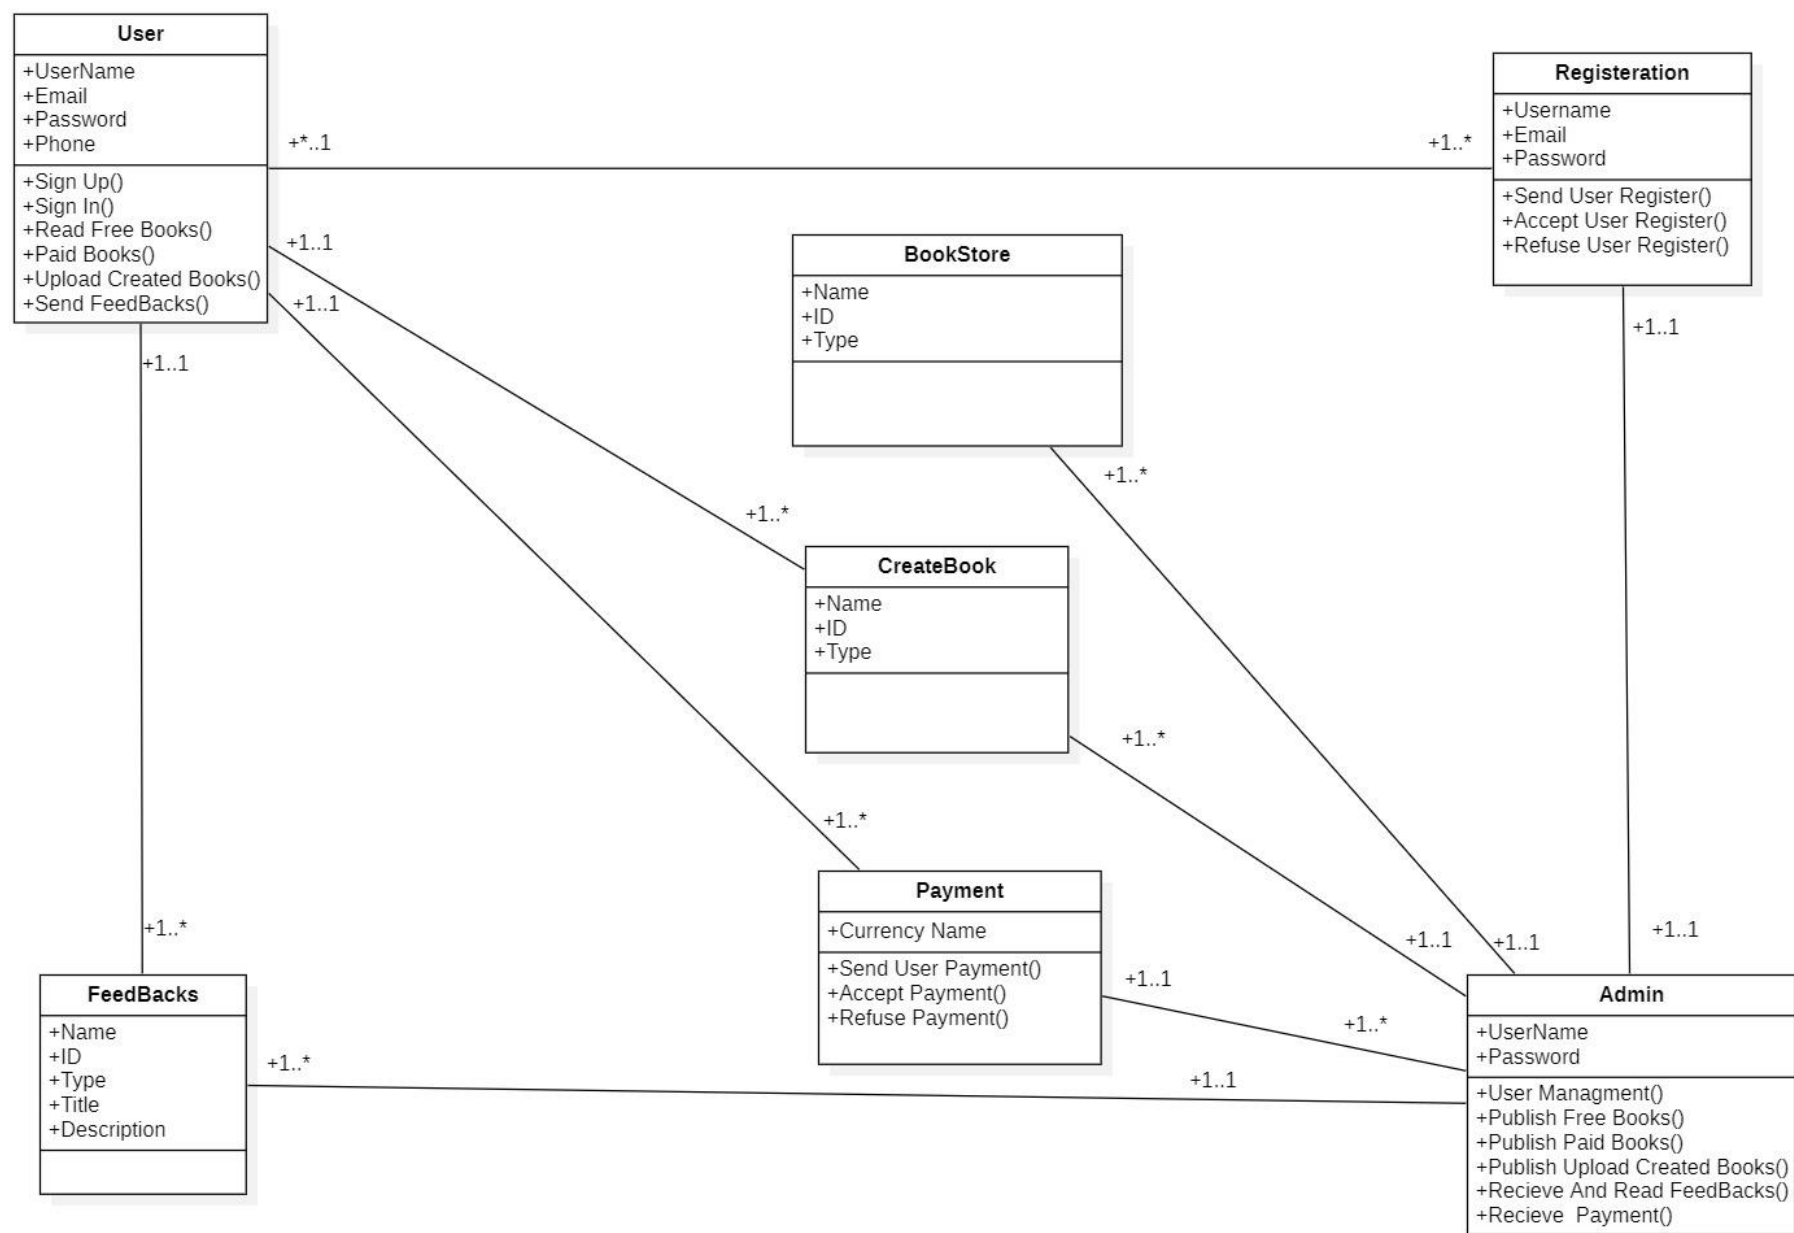 User
+UserName
+Email
+Password
+Phone
+Sign Up()
+Sign In()
+Read Free Books()
+Paid Books()
+Upload Created Books()
+Send FeedBacks()
+*..1
+1..*
Registeration
+Username
+Email
+Password
+Send User Register()
+Accept User Register()
+Refuse User Register()
+1..1
+1..1
+1..1
BookStore
+Name
+ID
+Type
+1..1
+1..*
+1..*
CreateBook
+Name
+ID
+Type
+1..*
+1..*
Payment
+Currency Name
+Send User Payment()
+Accept Payment()
+Refuse Payment()
+1..1
+1..*
+1..1
+1..1
+1..1
+1..*
FeedBacks
+Name
+ID
+Type
+Title
+Description
+1..*
+1..1
Admin
+UserName
+Password
+User Managment()
+Publish Free Books()
+Publish Paid Books()
+Publish Upload Created Books()
+Recieve And Read FeedBacks()
+Recieve  Payment()